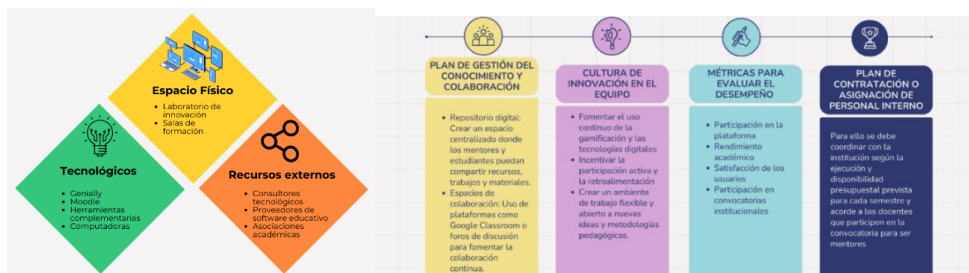 Espacio Físico
Laboratorio de
innovación
Salas de
formación
Tecnológicos
Genially
Moodle
Herramientas
complementarias
Computadoras
Recursos externos
Consultores
tecnológicos
Proveedores de
software educativo
Asociaciones
académicas
PLAN DE GESTIÓN DEL
CONOCIMIENTO Y
COLABORACIÓN
Repositorio digital:
Crear un espacio
centralizado donde
los mentores y
estudiantes puedan
compartir recursos,
trabajos y materiales.
Espacios de
colaboración: Uso de
plataformas como
Google Classroom o
foros de discusión
para fomentar la
colaboración
continua.
CULTURA DE
INNOVACIÓN EN EL
EQUIPO
Fomentar el uso
continuo de la
gamificación y las
tecnologías digitales
Incentivar la
participación activa y la
retroalimentación
Crear un ambiente
de trabajo flexible y
abierto a nuevas
ideas y metodologías
pedagógicas.
MÉTRICAS PARA
EVALUAR EL
DESEMPEÑO
Participación en la
plataforma
Rendimiento
académico
Satisfacción de los
usuarios
Participación en
convocatorias
institucionales
PLAN DE
CONTRATACIÓN O
ASIGNACIÓN DE
PERSONAL INTERNO
Para ello se debe
coordinar con la
institución según la
ejecución y
disponibilidad
presupuestal prevista
para cada semestre y
acorde a los docentes
que participen en la
convocatoria para ser
mentores